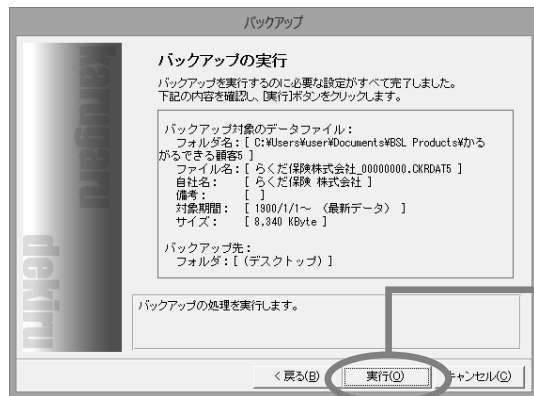 バックアップ
karugaru
dekiru
バックアップの実行
バックアップを実行するのに必要な設定がすべて完了しました。
下記の内容を確認し、[実行]ボタンをクリックします。
バックアップ対象のデータファイル：
フォルダ名：[ C:¥Users¥user¥Documents¥BSL Products¥かる
がるできる顧客5 ]
ファイル名：[ らくだ保険株式会社_00000000.CKRDAT5 ]
自社名： [ らくだ保険 株式会社 ]
備考： [ ]
対象期間： [ 1900/1/1～ （最新データ） ]
サイズ： [ 8,340 KByte ]
バックアップ先：
フォルダ：[ (デスクトップ) ]
バックアップの処理を実行します。
< 戻る(B) 実行(O) キャンセル(C)